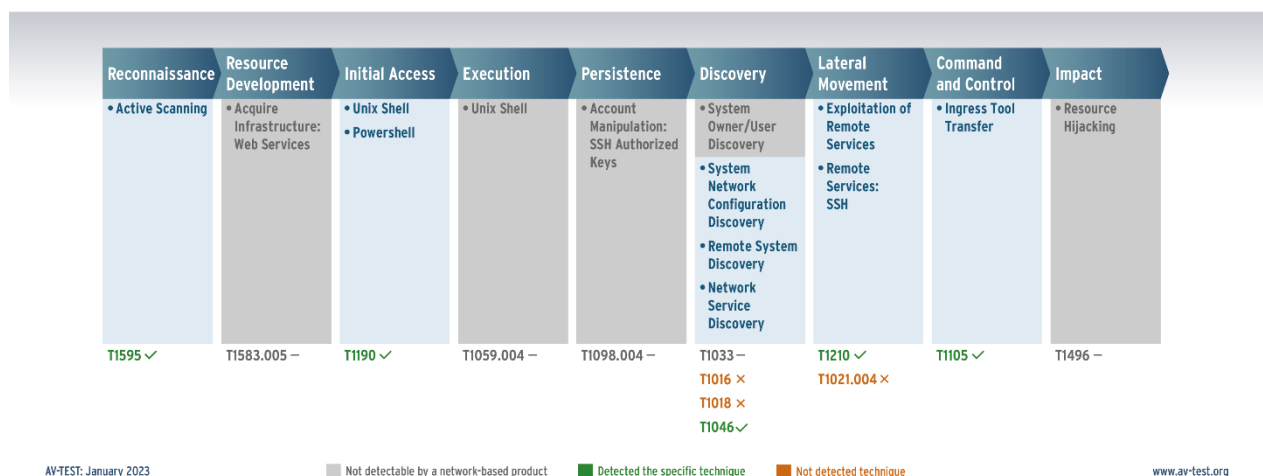 Reconnaissance
Resource
Development
Initial Access
Execution
Persistence
Discovery
Lateral
Movement
Command
and Control
Impact
• Active Scanning
• Acquire
Infrastructure:
Web Services
• Unix Shell
• Powershell
• Unix Shell
• Account
Manipulation:
SSH Authorized
Keys
• System
Owner/User
Discovery
• System
Network
Configuration
Discovery
• Remote System
Discovery
• Network
Service
Discovery
• Exploitation of
Remote
Services
• Remote
Services:
SSH
• Ingress Tool
Transfer
• Resource
Hijacking
T1595 ✓
T1583.005 –
T1190 ✓
T1059.004 –
T1098.004 –
T1033 –
T1016 ×
T1018 ×
T1046 ✓
T1210 ✓
T1021.004 ×
T1105 ✓
T1496 –
AV-TEST: January 2023
Not detectable by a network-based product
Detected the specific technique
Not detected technique
www.av-test.org